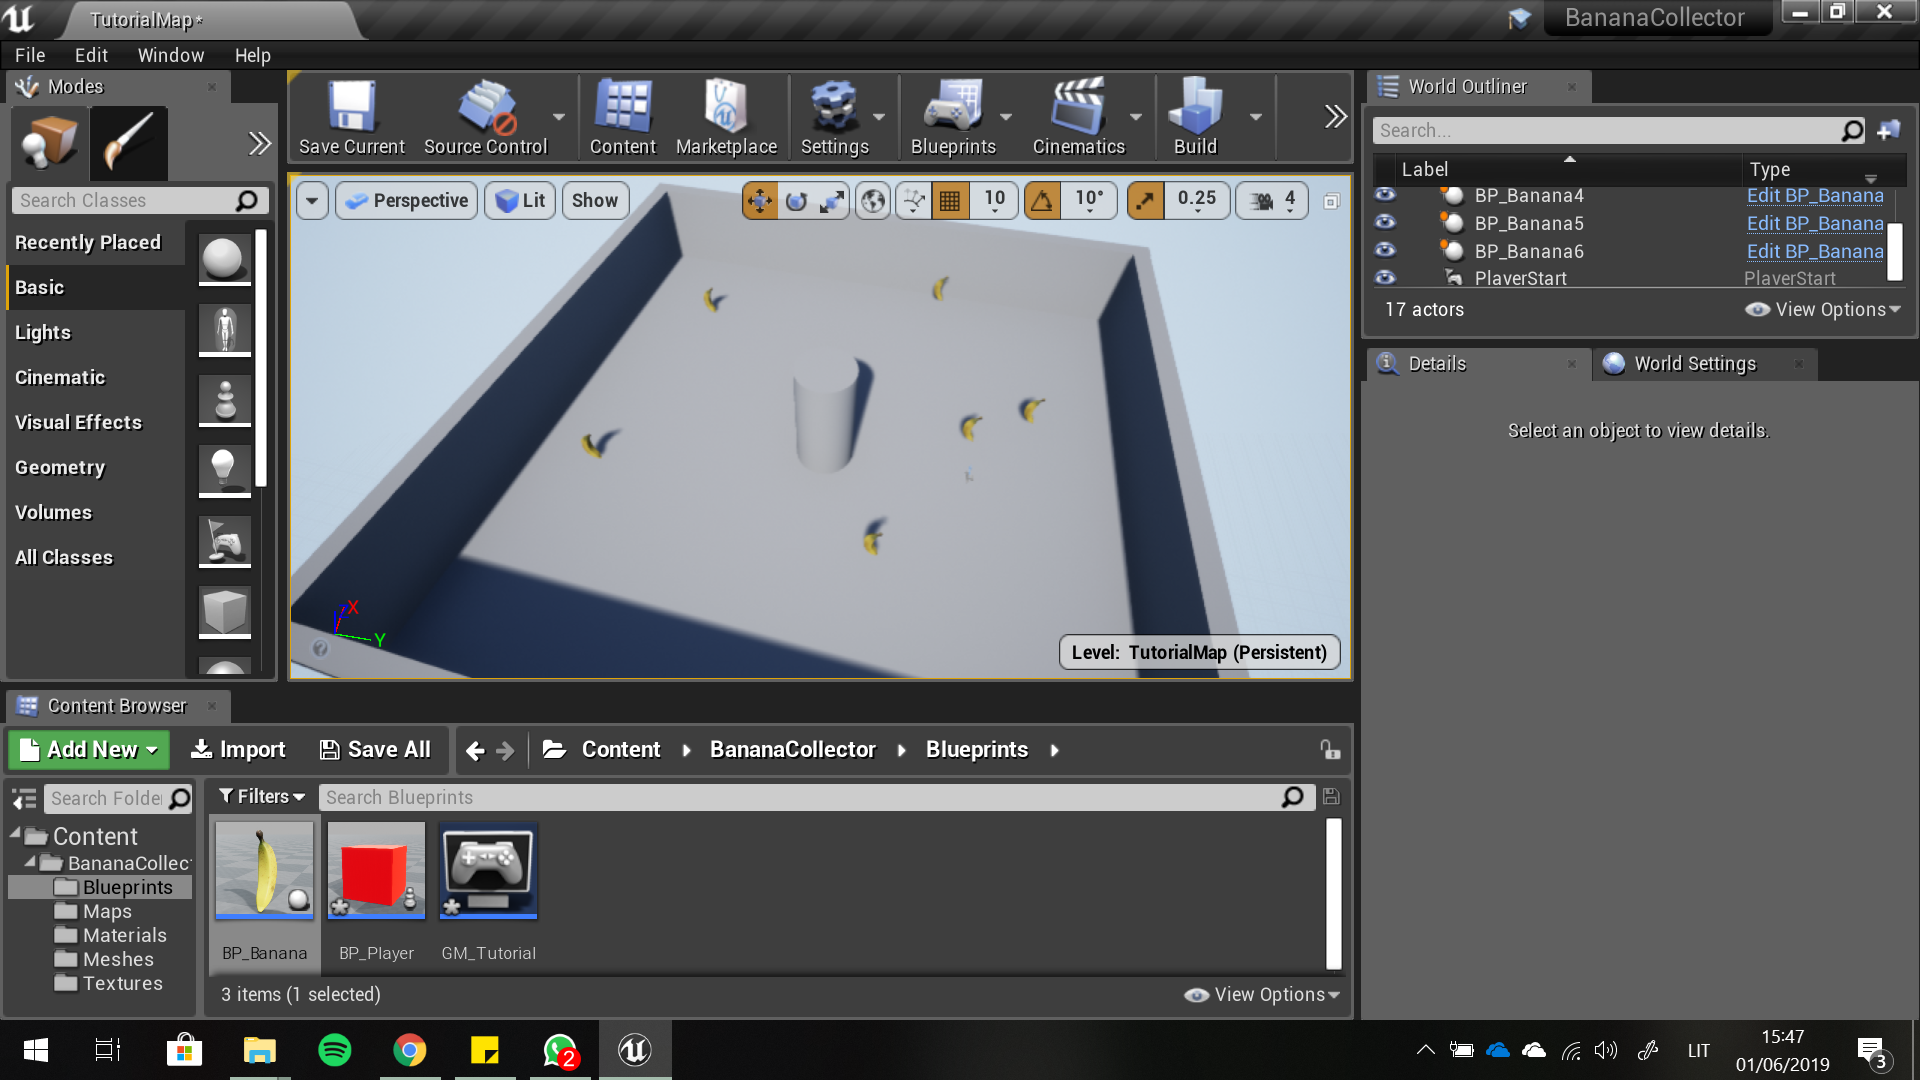 TutorialMap*
BananaCollector
File Edit Window Help
Modes
Save Current Source Control Content Marketplace Settings Blueprints Cinematics Build
World Outliner
Search...
Label Type
Search Classes
Perspective Lit Show 10 10° 0.25 4
BP_Banana4 Edit BP_Banana
BP_Banana5 Edit BP_Banana
BP_Banana6 Edit BP_Banana
PlayerStart PlayerStart
17 actors View Options
Recently Placed
Basic
Lights
Cinematic
Visual Effects
Geometry
Volumes
All Classes
Details World Settings
Select an object to view details.
X
Y
Level: TutorialMap (Persistent)
Content Browser
Add New Import Save All Content BananaCollector Blueprints
Search Folder
Filters Search Blueprints
Content
BananaCollect
Blueprints
Maps
Materials
Meshes
Textures
BP_Banana BP_Player GM_Tutorial
3 items (1 selected) View Options
2
LIT
15:47
01/06/2019
3